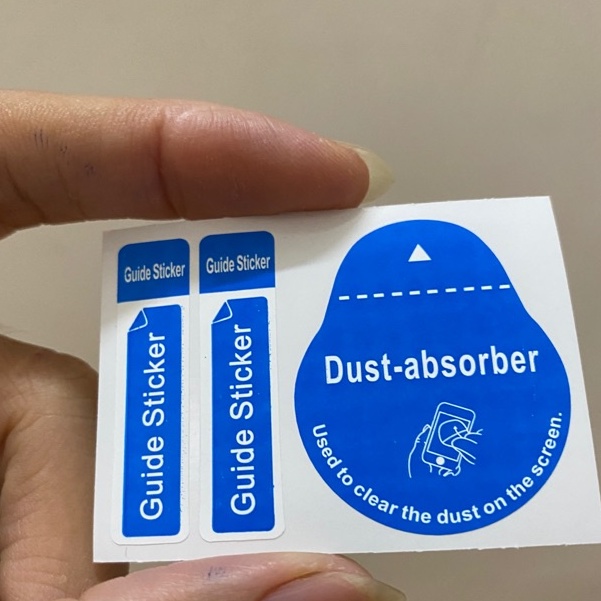 Guide Sticker
Guide Sticker
Guide Sticker
Guide Sticker
Dust-absorber
Used to clear the dust on the screen.